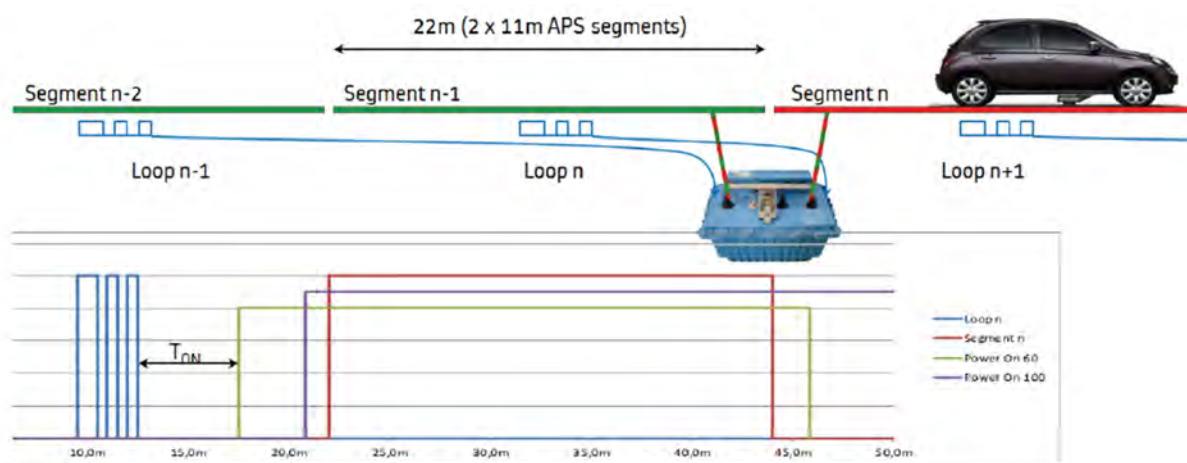 22m (2 x 11m APS segments)
Segment n-2
Segment n-1
Segment n
Loop n-1
Loop n
Loop n+1
T_ON
Loop n
Segment n
Power On 60
Power On 100
10,0m 15,0m 20,0m 25,0m 30,0m 35,0m 40,0m 45,0m 50,0m